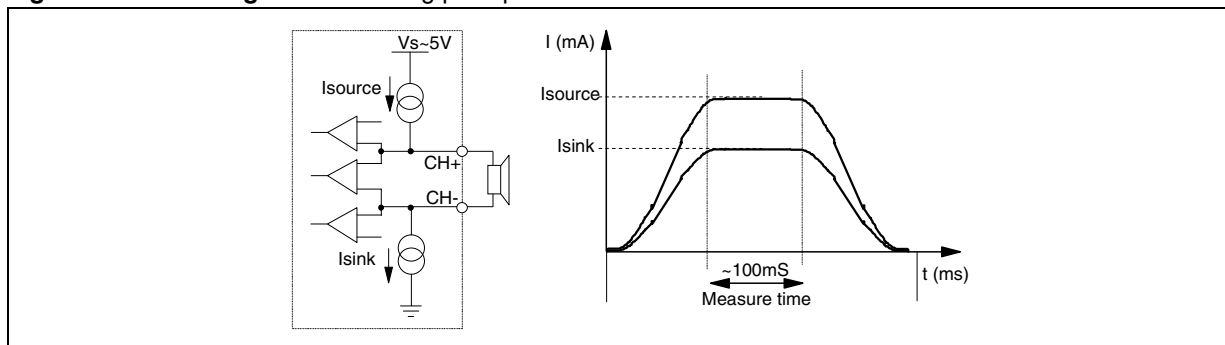 Vs~5V
Isource
CH+
CH-
Isink
I (mA)
Isource
Isink
~100mS
Measure time
t (ms)